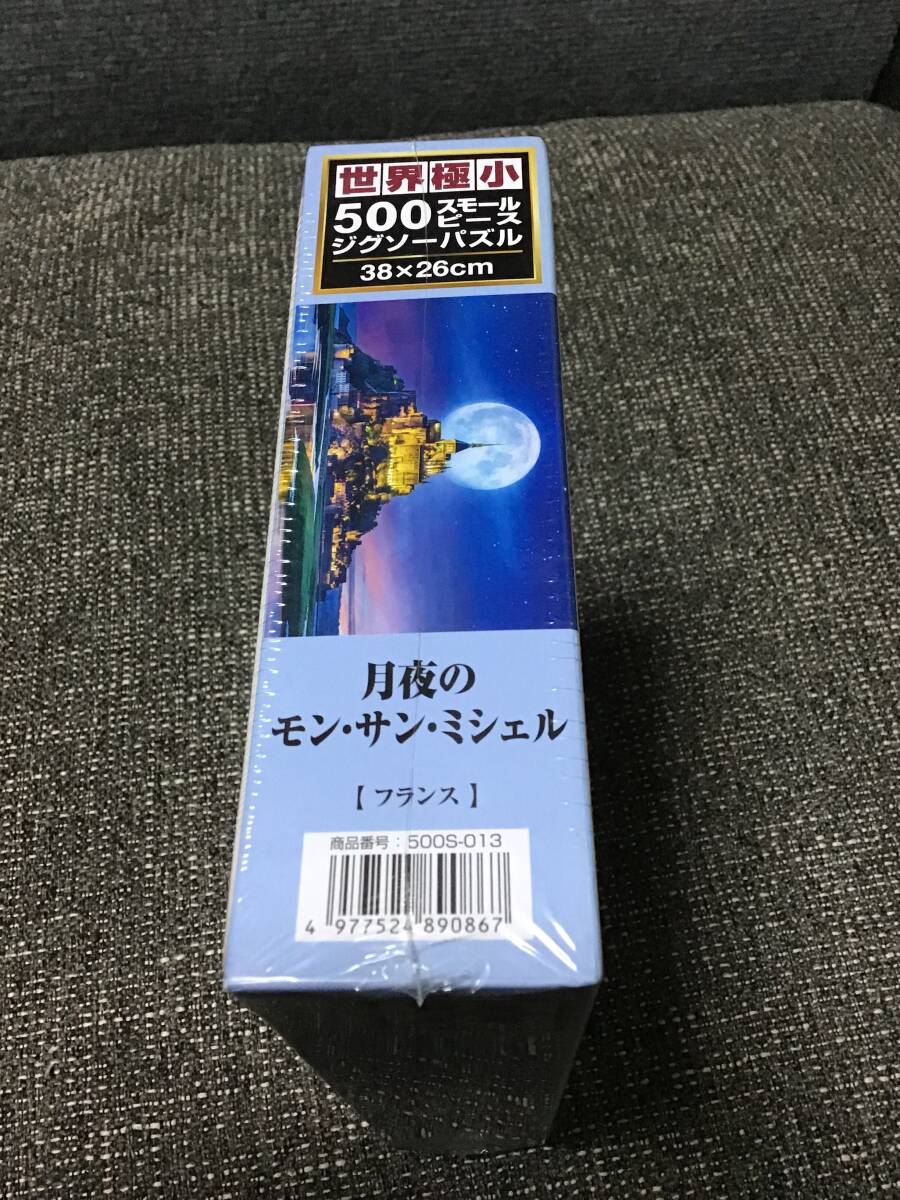 世界極小
500スモールピース
ジグソーパズル
38×26cm
月夜の
モン・サン・ミシェル
【フランス】
商品番号：500S-013
4 977524 890867